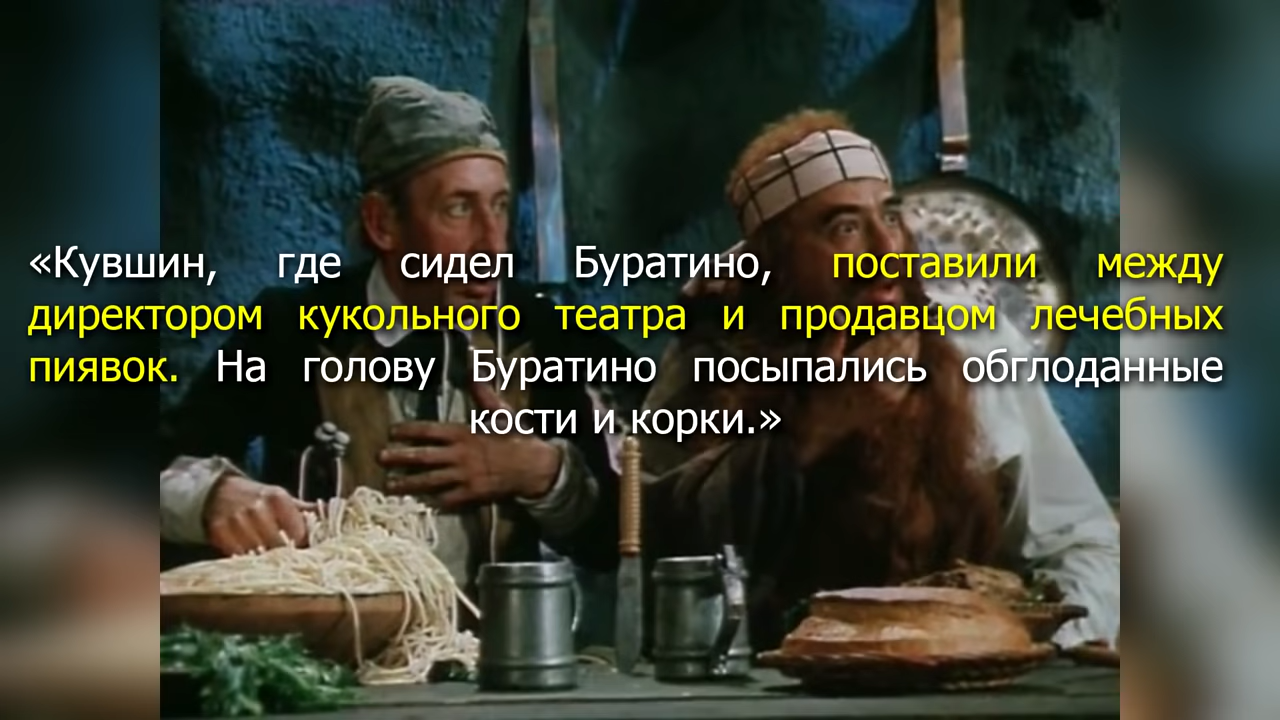 «Кувшин, где сидел Буратино, поставили между
директором кукольного театра и продавцом лечебных
пиявок. На голову Буратино посыпались обглоданные
кости и корки.»